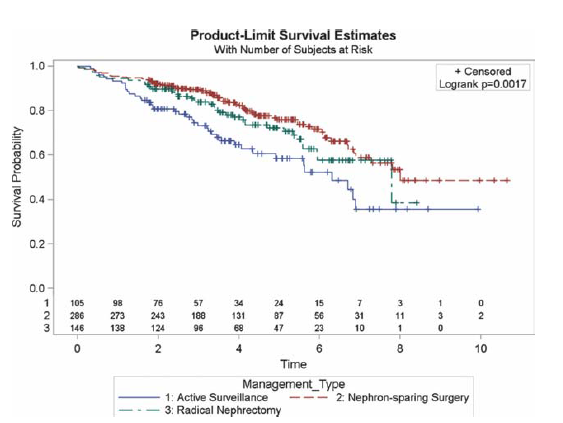 Product-Limit Survival Estimates
With Number of Subjects at Risk
+ Censored
Logrank p=0.0017
1.0
0.8
0.6
0.4
0.2
0.0
Survival Probability
1 105 98 76 57 34 24 15 7 3 1 0
2 286 273 243 188 131 87 56 31 11 3 2
3 146 138 124 96 68 47 23 10 1 0
0 2 4 6 8 10
Time
Management_Type
1: Active Surveillance 2: Nephron-sparing Surgery
3: Radical Nephrectomy